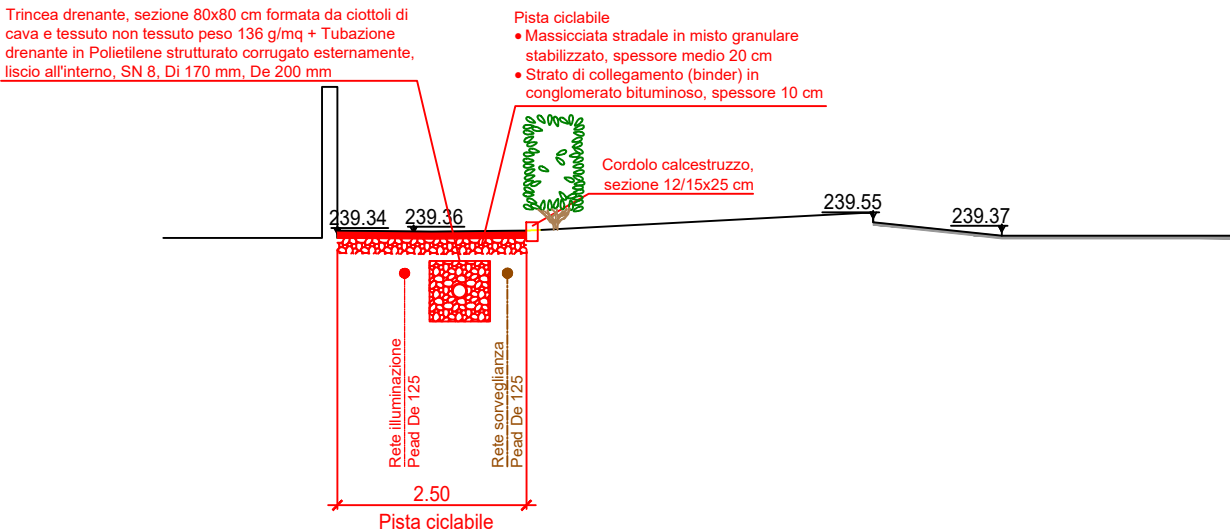 Trincea drenante, sezione 80x80 cm formata da ciottoli di
cava e tessuto non tessuto peso 136 g/mq + Tubazione
drenante in Polietilene strutturato corrugato esternamente,
liscio all'interno, SN 8, Di 170 mm, De 200 mm
Pista ciclabile
• Massicciata stradale in misto granulare
stabilizzato, spessore medio 20 cm
• Strato di collegamento (binder) in
conglomerato bituminoso, spessore 10 cm
Cordolo calcestruzzo,
sezione 12/15x25 cm
239.34
239.36
239.55
239.37
Rete illuminazione
Pead De 125
Rete sorveglianza
Pead De 125
2.50
Pista ciclabile